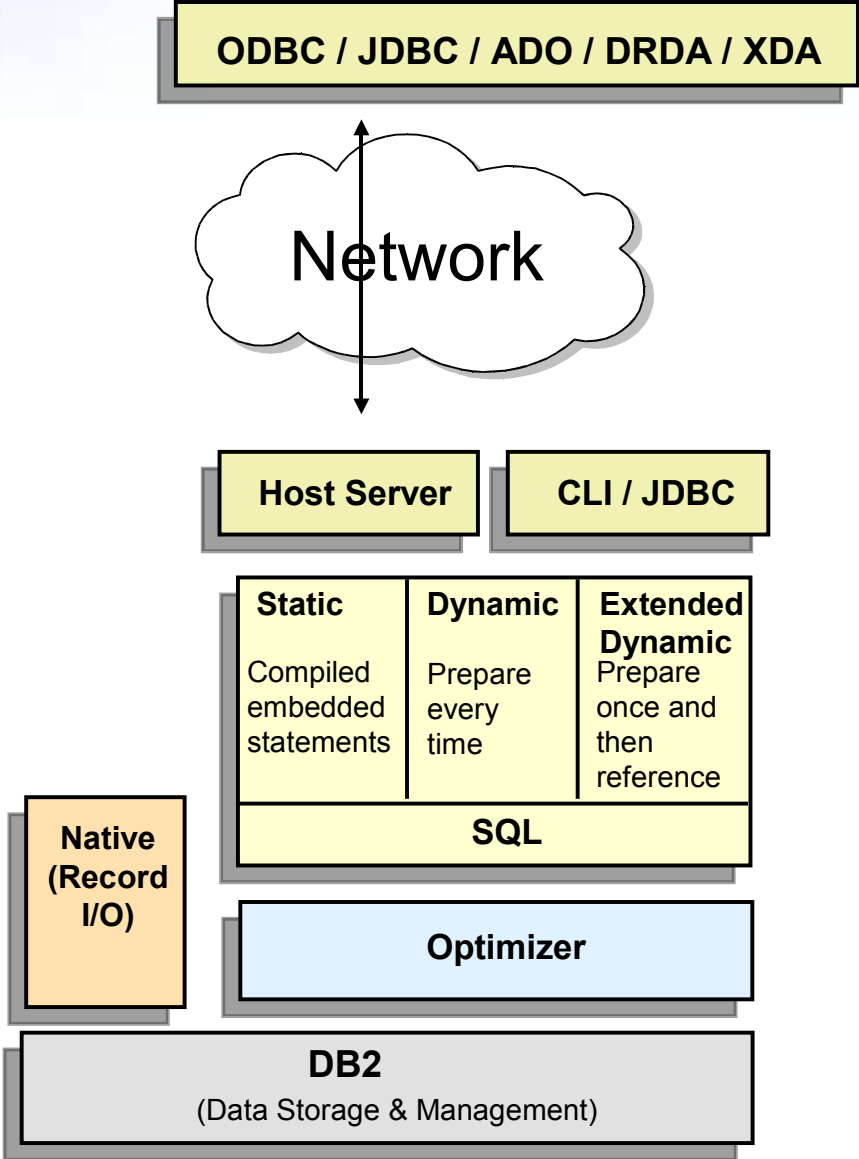 ODBC / JDBC / ADO / DRDA / XDA
Network
Host Server
CLI / JDBC
Static
Compiled
embedded
statements
Dynamic
Prepare
every
time
Extended
Dynamic
Prepare
once and
then
reference
SQL
Native
(Record
I/O)
Optimizer
DB2
(Data Storage & Management)